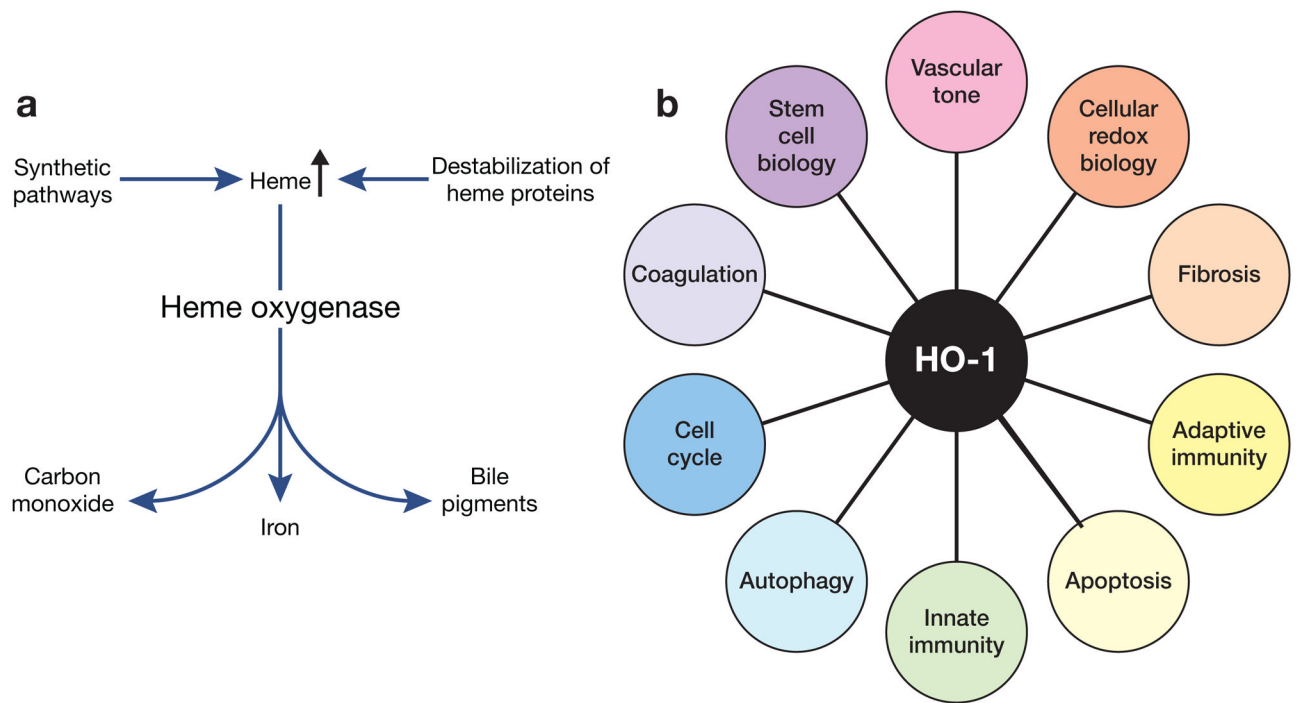 a
Synthetic
pathways
Heme
Destabilization of
heme proteins
Heme oxygenase
Carbon
monoxide
Iron
Bile
pigments
b
Vascular
tone
Cellular
redox
biology
Fibrosis
Adaptive
immunity
Apoptosis
Innate
immunity
Autophagy
Cell
cycle
Coagulation
Stem
cell
biology
HO-1